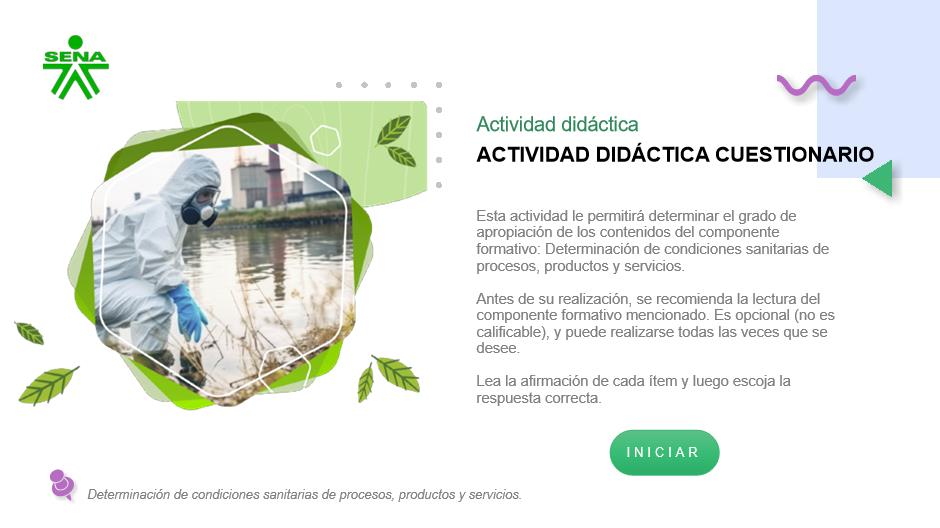 SENA
Actividad didáctica
ACTIVIDAD DIDÁCTICA CUESTIONARIO
Esta actividad le permitirá determinar el grado de
apropiación de los contenidos del componente
formativo: Determinación de condiciones sanitarias de
procesos, productos y servicios.
Antes de su realización, se recomienda la lectura del
componente formativo mencionado. Es opcional (no es
calificable), y puede realizarse todas las veces que se
desee.
Lea la afirmación de cada ítem y luego escoja la
respuesta correcta.
INICIAR
Determinación de condiciones sanitarias de procesos, productos y servicios.